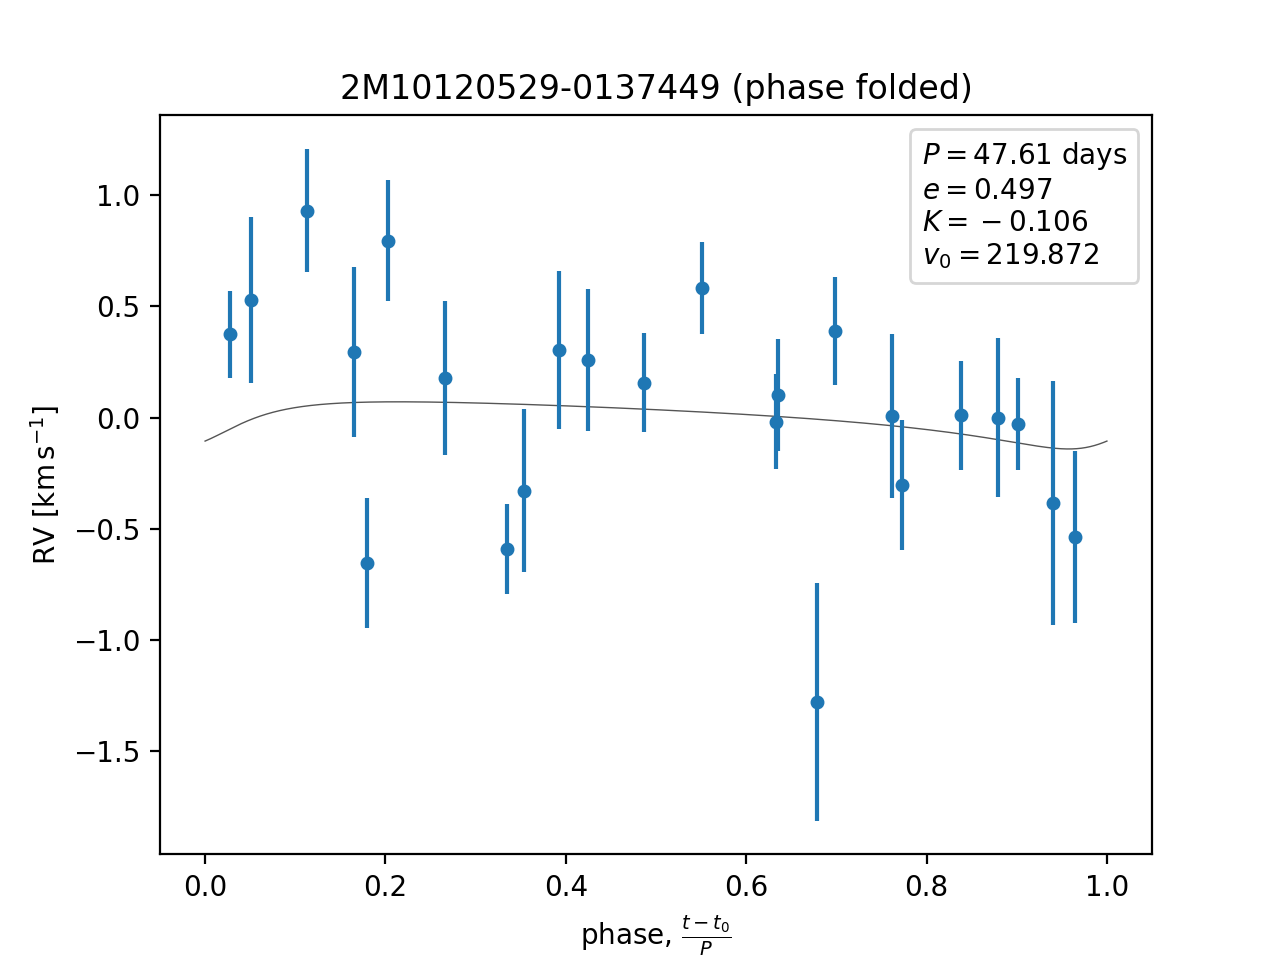 2M10120529-0137449 (phase folded)
P = 47.61 days
e = 0.497
K = −0.106
v₀ = 219.872
1.0
0.5
0.0
−0.5
−1.0
−1.5
RV [km s⁻¹]
0.0 0.2 0.4 0.6 0.8 1.0
phase, (t − t₀)/P